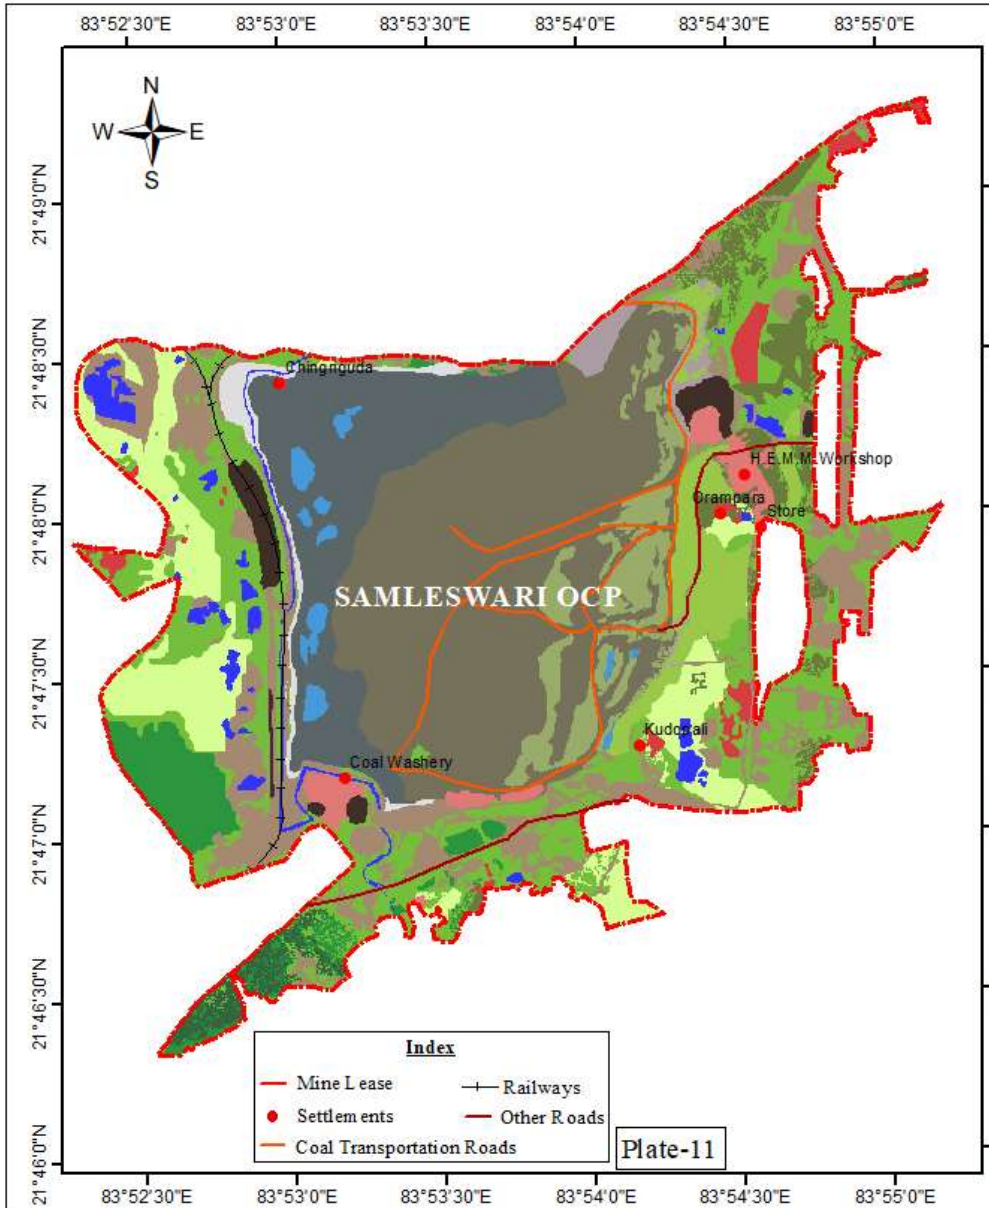 83°52'30"E 83°53'0"E 83°53'30"E 83°54'0"E 83°54'30"E 83°55'0"E
N
W E
S
21°49'0"N
21°48'30"N
21°48'0"N
21°47'30"N
21°47'0"N
21°46'30"N
21°46'0"N
Chingriguda
H.E.M.M. Workshop
Orampara
Store
SAMLESWARI OCP
Kudopali
Coal Washery
Index
Mine Lease
Railways
Settlements
Other Roads
Coal Transportation Roads
Plate-11
83°52'30"E 83°53'0"E 83°53'30"E 83°54'0"E 83°54'30"E 83°55'0"E